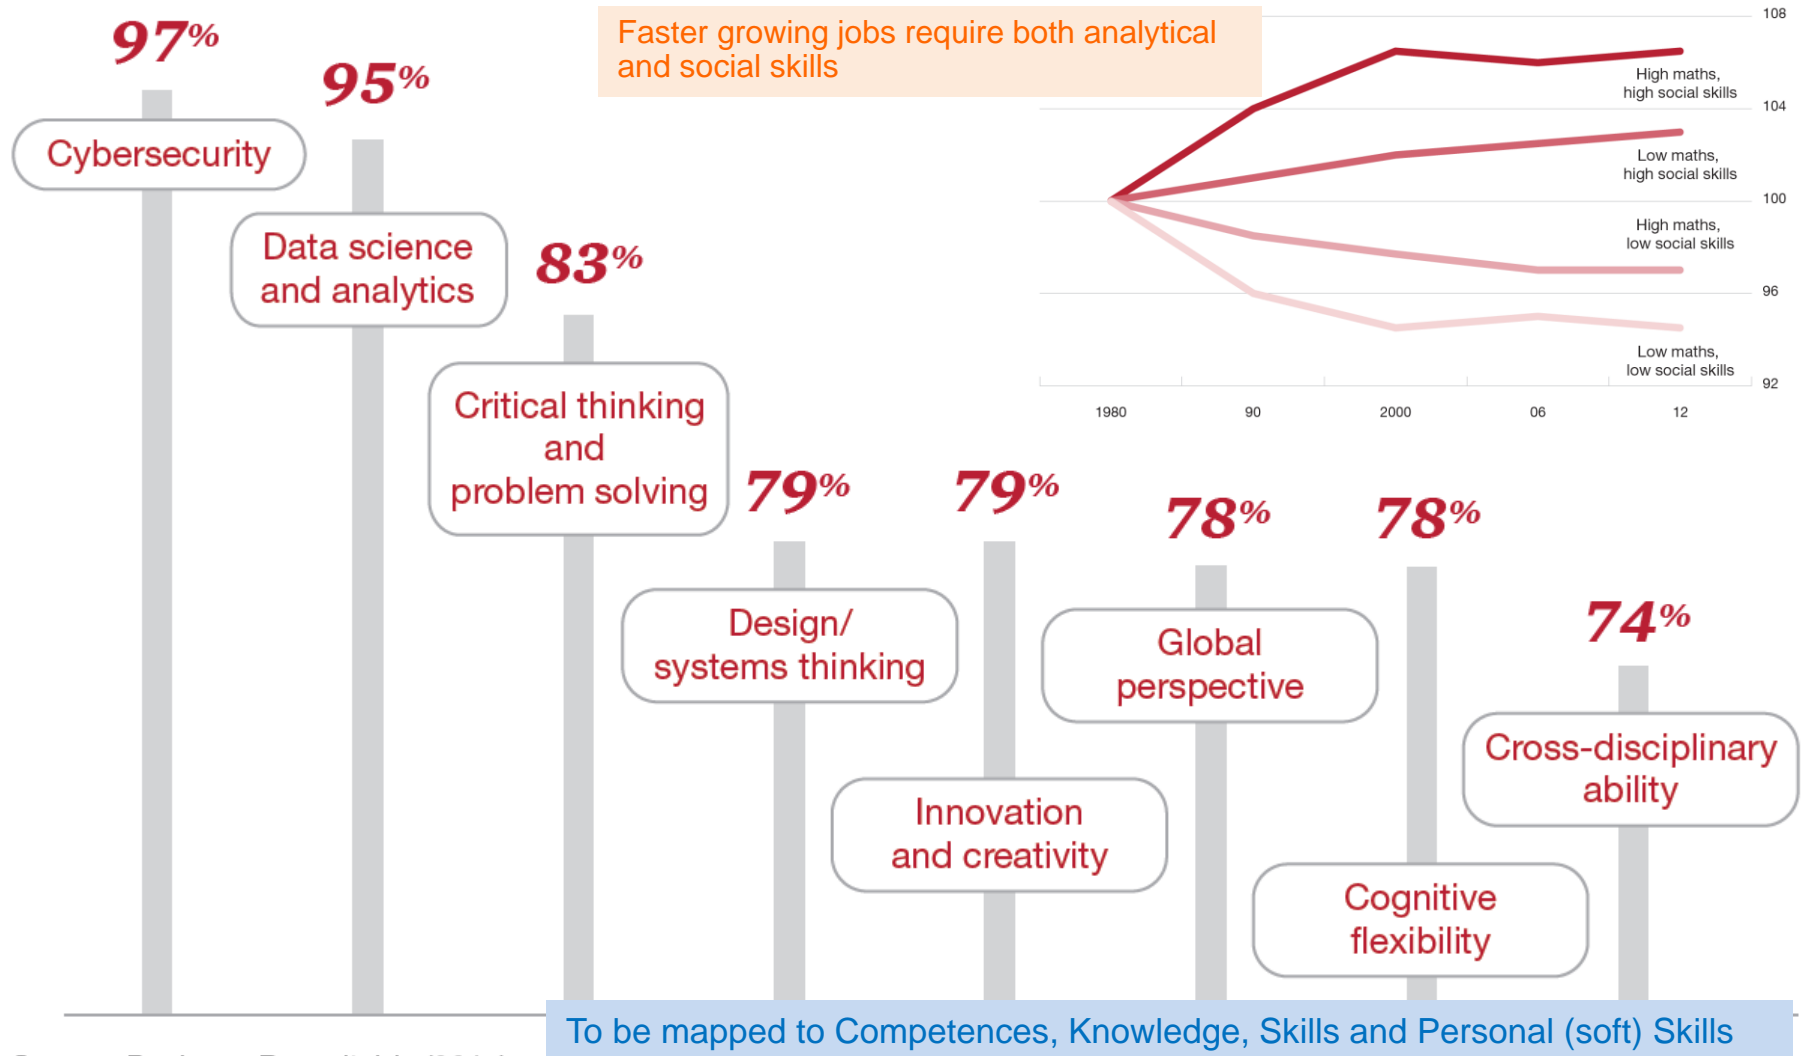 97%
Cybersecurity
95%
Data science
and analytics
83%
Critical thinking
and
problem solving
79%
Design/
systems thinking
79%
Innovation
and creativity
78%
Global
perspective
78%
Cognitive
flexibility
74%
Cross-disciplinary
ability
Faster growing jobs require both analytical
and social skills
108
High maths,
high social skills
104
Low maths,
high social skills
100
High maths,
low social skills
96
Low maths,
low social skills
92
1980 90 2000 06 12
To be mapped to Competences, Knowledge, Skills and Personal (soft) Skills